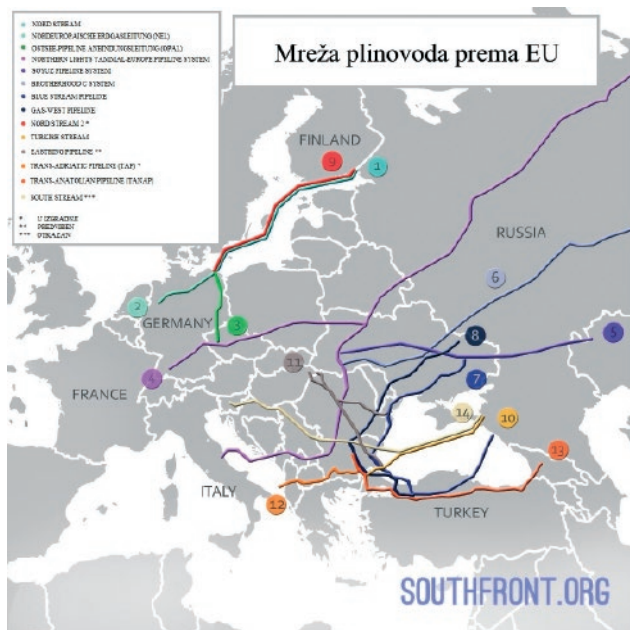 NORD STREAM
NORDEUROPÄISCHE ERDGASLEITUNG (NEL)
OSTSEE-PIPELINE ANBINDUNGSLEITUNG (OPAL)
NORTHERN LIGHTS YAMMAL-EUROPE PIPELINE SYSTEM
SOYUZ PIPELINE SYSTEM
BROTHERHOOD C SYSTEM
BLUE STREAM PIPELINE
GAS-WEST PIPELINE
NORD STREAM 2 *
TURKISH STREAM
EASTRING PIPELINE **
TRANS-ADRIATIC PIPELINE (TAP) *
TRANS-ANATOLIAN PIPELINE (TANAP)
SOUTH STREAM ***
* U IZGRADNJI
** PREDVIĐEN
*** OTKAZAN
Mreža plinovoda prema EU
FINLAND
9
1
RUSSIA
6
2
GERMANY
3
8
5
11
4
7
FRANCE
14
10
13
ITALY
12
TURKEY
SOUTHFRONT.ORG